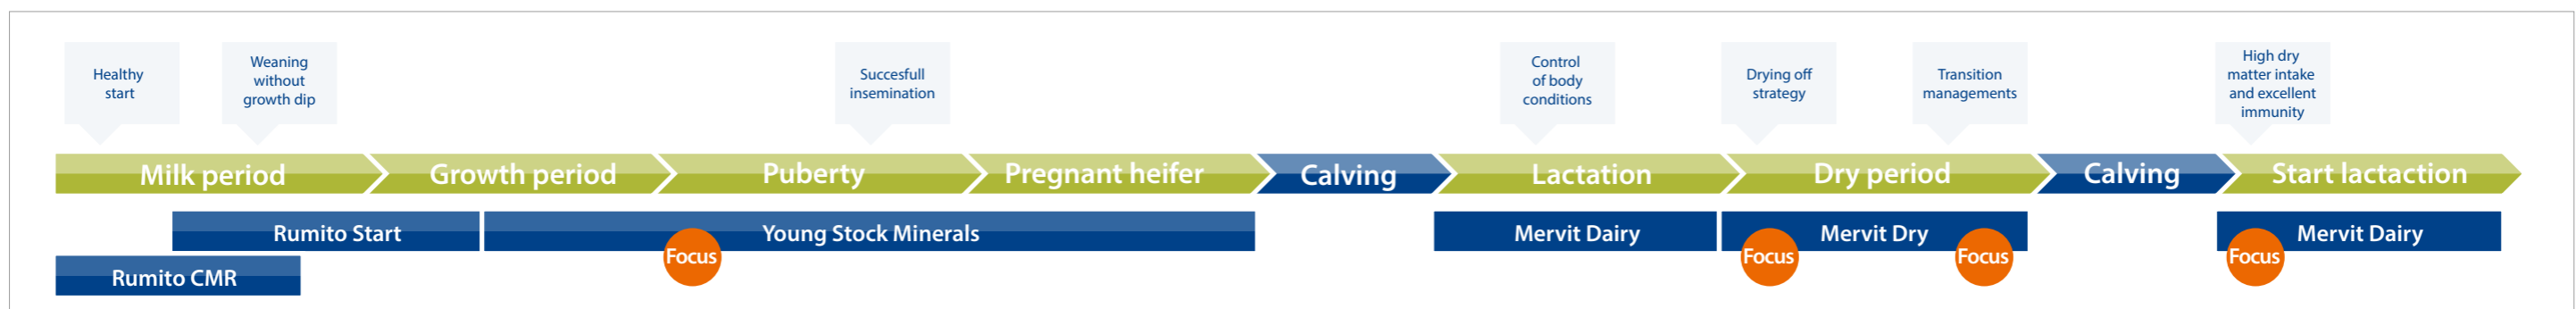 Healthy
start
Weaning
without
growth dip
Succesfull
insemination
Control
of body
conditions
Drying off
strategy
Transition
managements
High dry
matter intake
and excellent
immunity
Milk period
Growth period
Puberty
Pregnant heifer
Calving
Lactation
Dry period
Calving
Start lactaction
Rumito Start
Young Stock Minerals
Mervit Dairy
Mervit Dry
Mervit Dairy
Focus
Focus
Focus
Focus
Rumito CMR